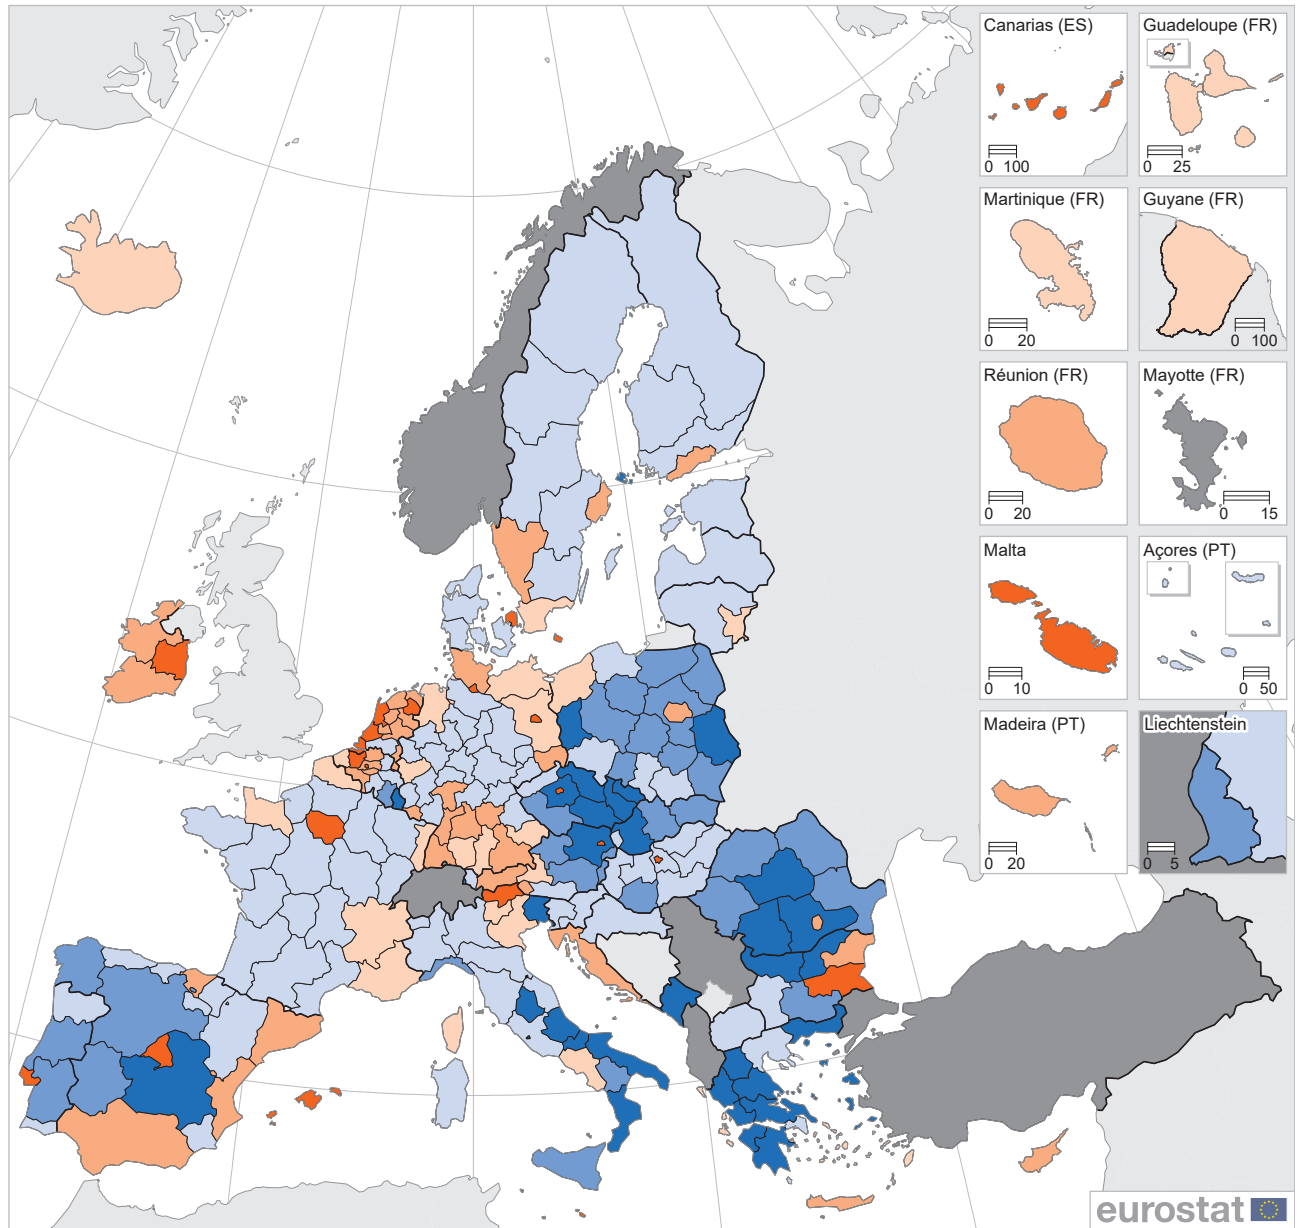 Canarias (ES)
0 100
Guadeloupe (FR)
0 25
Martinique (FR)
0 20
Guyane (FR)
0 100
Réunion (FR)
0 20
Mayotte (FR)
0 15
Malta
0 10
Açores (PT)
0 50
Madeira (PT)
0 20
Liechtenstein
0 5
eurostat